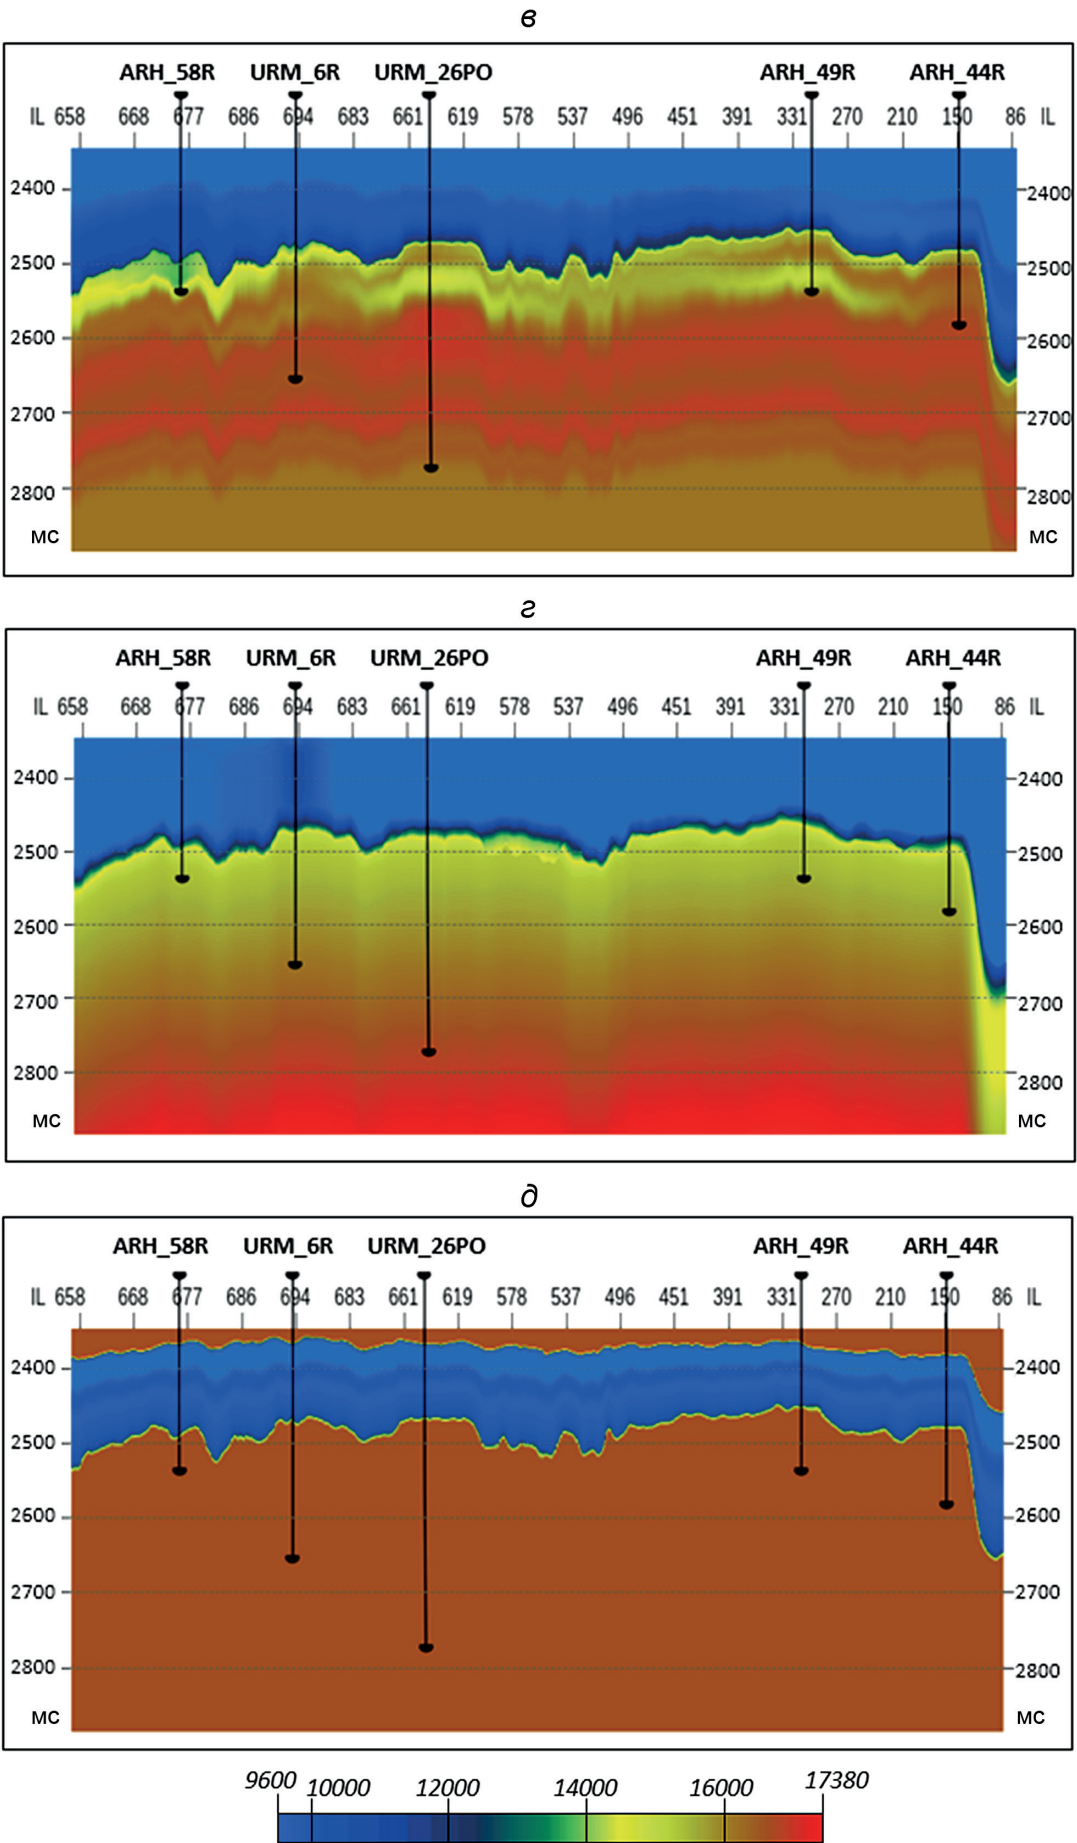 в
ARH_58R URM_6R URM_26PO ARH_49R ARH_44R
IL 658 668 677 686 694 683 661 619 578 537 496 451 391 331 270 210 150 86 IL
2400 2400
2500 2500
2600 2600
2700 2700
2800 2800
мс мс
г
ARH_58R URM_6R URM_26PO ARH_49R ARH_44R
IL 658 668 677 686 694 683 661 619 578 537 496 451 391 331 270 210 150 86 IL
2400 2400
2500 2500
2600 2600
2700 2700
2800 2800
мс мс
д
ARH_58R URM_6R URM_26PO ARH_49R ARH_44R
IL 658 668 677 686 694 683 661 619 578 537 496 451 391 331 270 210 150 86 IL
2400 2400
2500 2500
2600 2600
2700 2700
2800 2800
мс мс
9600 10000 12000 14000 16000 17380